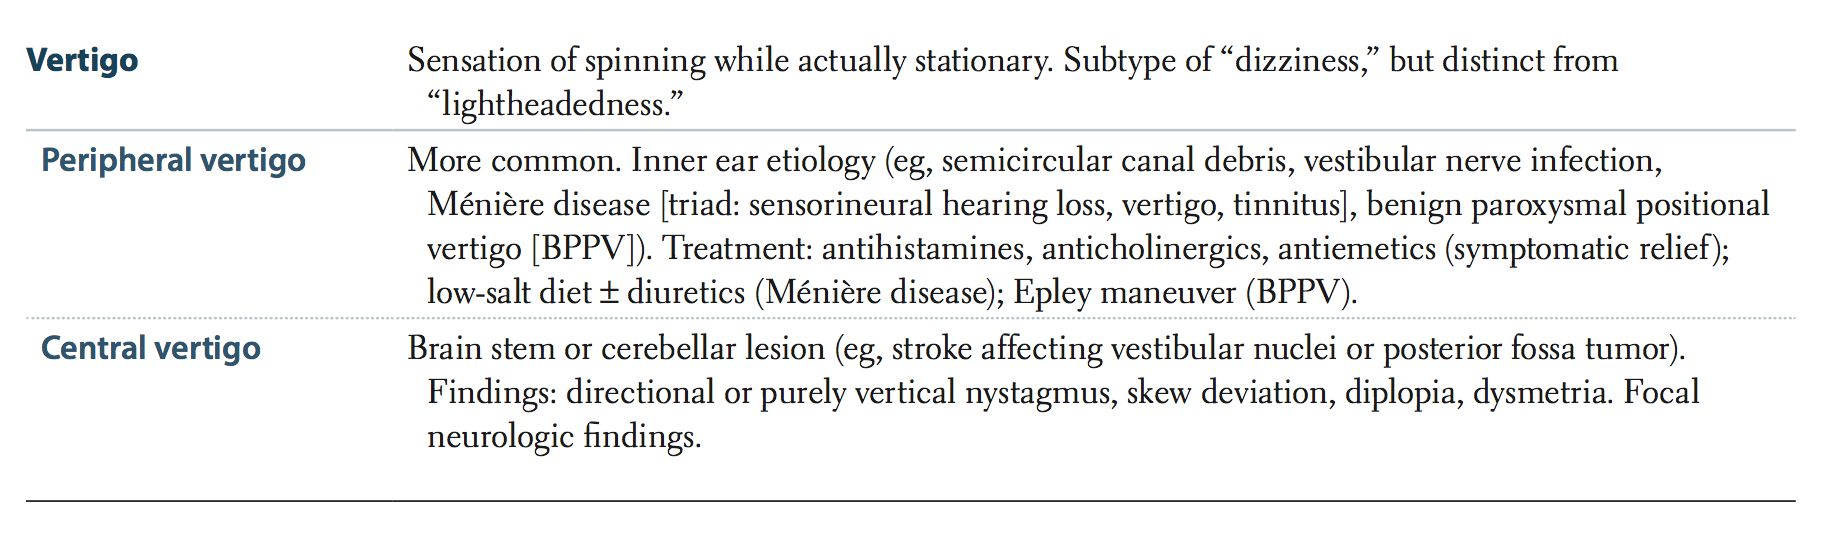 Vertigo
Sensation of spinning while actually stationary. Subtype of “dizziness,” but distinct from
“lightheadedness.”
Peripheral vertigo
More common. Inner ear etiology (eg, semicircular canal debris, vestibular nerve infection,
Ménière disease [triad: sensorineural hearing loss, vertigo, tinnitus], benign paroxysmal positional
vertigo [BPPV]). Treatment: antihistamines, anticholinergics, antiemetics (symptomatic relief);
low-salt diet ± diuretics (Ménière disease); Epley maneuver (BPPV).
Central vertigo
Brain stem or cerebellar lesion (eg, stroke affecting vestibular nuclei or posterior fossa tumor).
Findings: directional or purely vertical nystagmus, skew deviation, diplopia, dysmetria. Focal
neurologic findings.